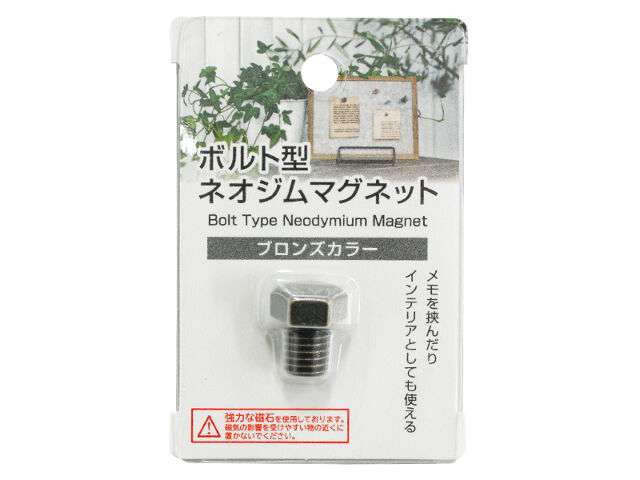 ボルト型
ネオジムマグネット
Bolt Type Neodymium Magnet
ブロンズカラー
メモを挟んだり
インテリアとしても使える
強力な磁石を使用しております。
磁気の影響を受けやすい物の近くに
置かないでください。